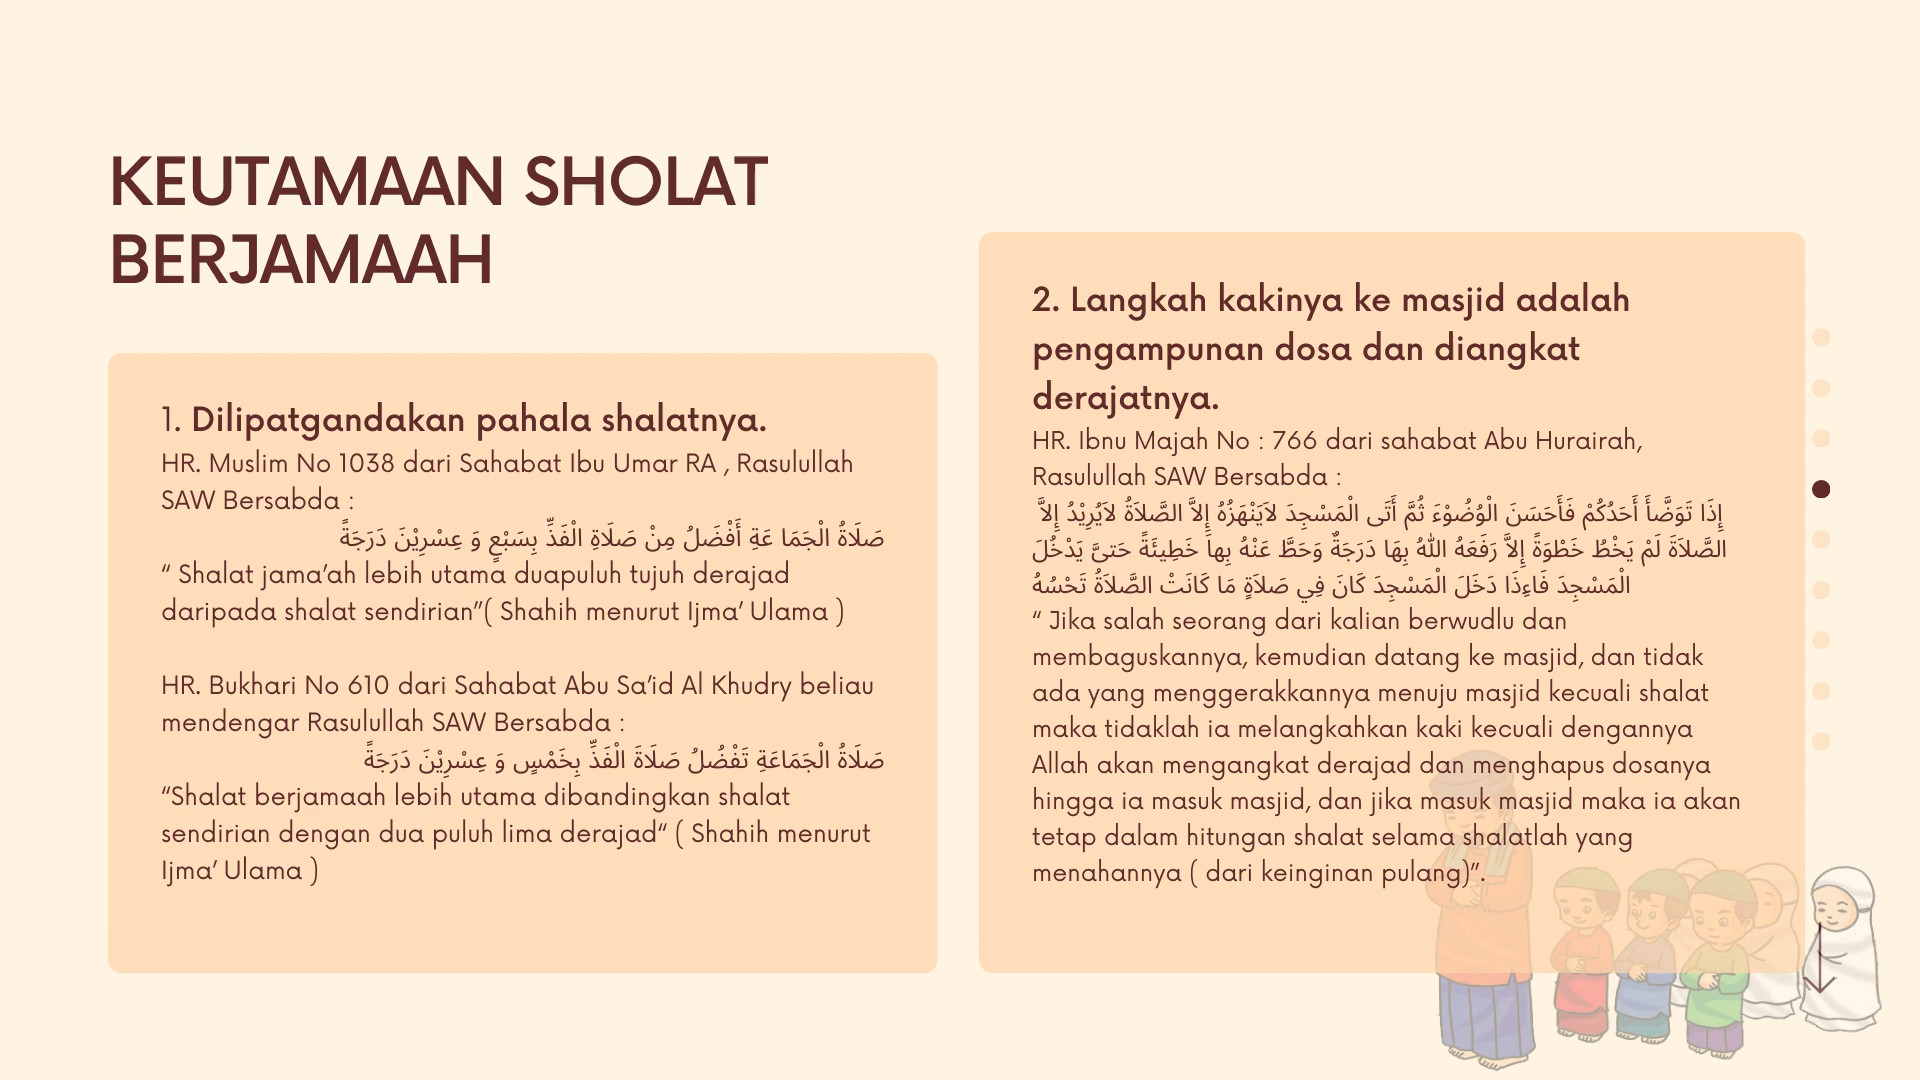 KEUTAMAAN SHOLAT
BERJAMAAH
1. Dilipatgandakan pahala shalatnya.
HR. Muslim No 1038 dari Sahabat Ibu Umar RA , Rasulullah
SAW Bersabda :
صَلَاةُ الْجَمَا عَةِ أَفْضَلُ مِنْ صَلَاةِ الْفَذِّ بِسَبْعٍ وَ عِسْرِيْنَ دَرَجَةً
“ Shalat jama’ah lebih utama duapuluh tujuh derajad
daripada shalat sendirian”( Shahih menurut Ijma’ Ulama )
HR. Bukhari No 610 dari Sahabat Abu Sa’id Al Khudry beliau
mendengar Rasulullah SAW Bersabda :
صَلَاةُ الْجَمَاعَةِ تَفْضُلُ صَلَاةَ الْفَذِّ بِخَمْسٍ وَ عِسْرِيْنَ دَرَجَةً
“Shalat berjamaah lebih utama dibandingkan shalat
sendirian dengan dua puluh lima derajad“ ( Shahih menurut
Ijma’ Ulama )
2. Langkah kakinya ke masjid adalah
pengampunan dosa dan diangkat
derajatnya.
HR. Ibnu Majah No : 766 dari sahabat Abu Hurairah,
Rasulullah SAW Bersabda :
إِذَا تَوَضَّأَ أَحَدُكُمْ فَأَحَسَنَ الْوُضُوْءَ ثُمَّ أَتَى الْمَسْجِدَ لاَيَنْهَزُهُ إِلاَّ الصَّلاَةُ لاَيُرِيْدُ إِلاَّ
الصَّلاَةَ لَمْ يَخْطُ خَطْوَةً إِلاَّ رَفَعَهُ اللّٰهُ بِهَا دَرَجَةٌ وَحَطَّ عَنْهُ بِهاَ خَطِيئَةً حَتىَّ يَدْخُلَ
الْمَسْجِدَ فَاءِذَا دَخَلَ الْمَسْجِدَ كَانَ فِي صَلاَةٍ مَا كَانَتْ الصَّلاَةُ تَحْسُهُ
“ Jika salah seorang dari kalian berwudlu dan
membaguskannya, kemudian datang ke masjid, dan tidak
ada yang menggerakkannya menuju masjid kecuali shalat
maka tidaklah ia melangkahkan kaki kecuali dengannya
Allah akan mengangkat derajad dan menghapus dosanya
hingga ia masuk masjid, dan jika masuk masjid maka ia akan
tetap dalam hitungan shalat selama shalatlah yang
menahannya ( dari keinginan pulang)”.